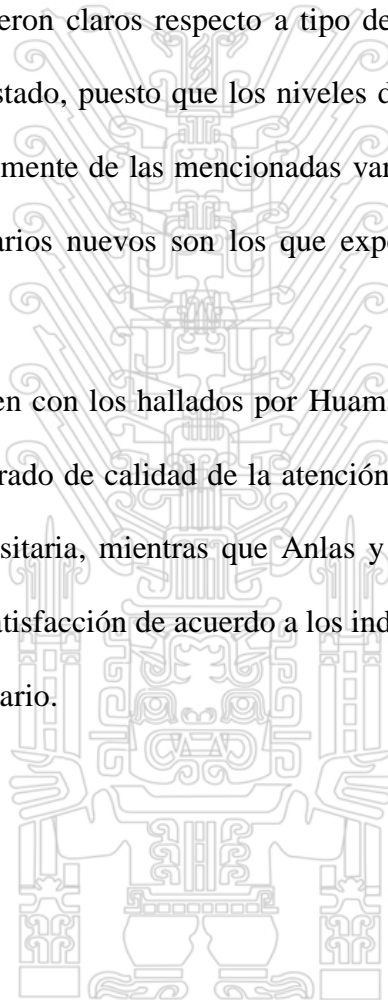 eron claros respecto a tipo de
stado, puesto que los niveles d
mente de las mencionadas var
arios nuevos son los que exp
en con los hallados por Huam
rado de calidad de la atención
sitaria, mientras que Anlas y
atisfacción de acuerdo a los ind
ario.